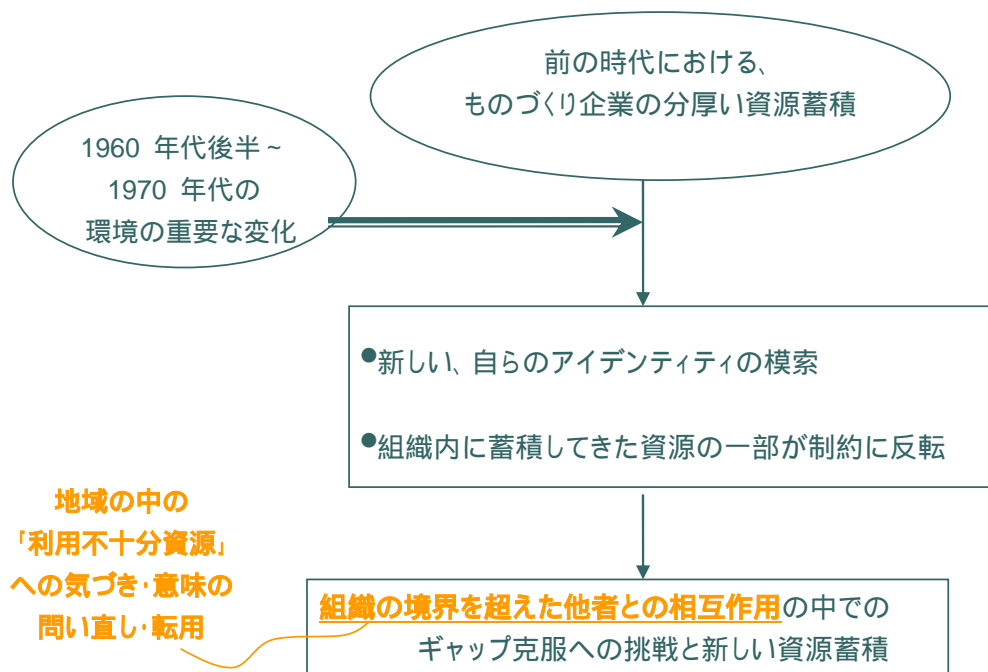 前の時代における、
ものづくり企業の分厚い資源蓄積
1960 年代後半~
1970 年代の
環境の重要な変化
●新しい、自らのアイデンティティの模索
●組織内に蓄積してきた資源の一部が制約に反転
地域の中の
「利用不十分資源」
への気づき・意味の
問い直し・転用
組織の境界を超えた他者との相互作用の中での
ギャップ克服への挑戦と新しい資源蓄積